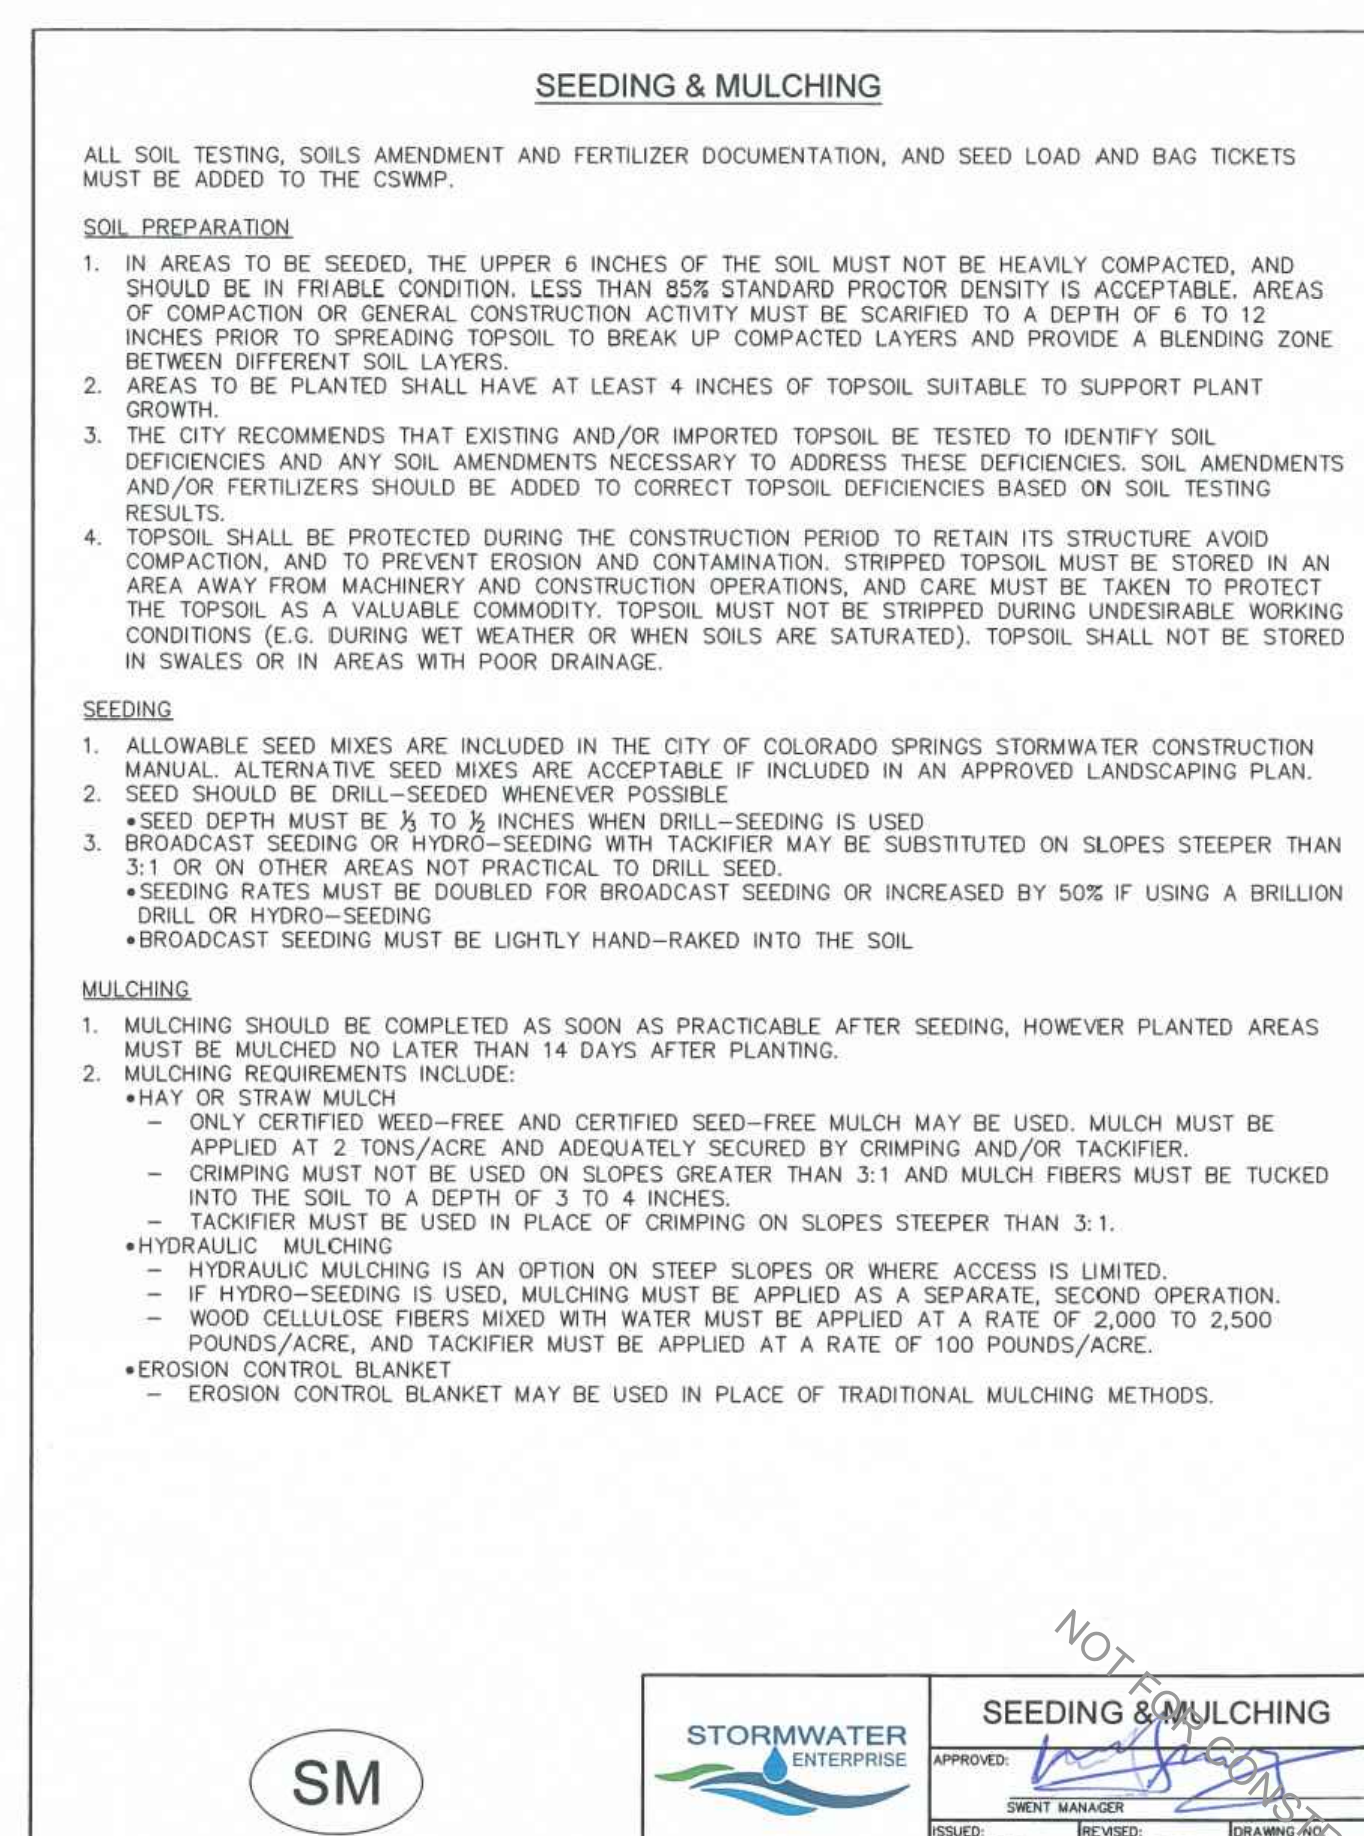 SEEDING & MULCHING
ALL SOIL TESTING, SOILS AMENDMENT AND FERTILIZER DOCUMENTATION, AND SEED LOAD AND BAG TICKETS
MUST BE ADDED TO THE CSWMP.
SOIL PREPARATION
1. IN AREAS TO BE SEEDED, THE UPPER 6 INCHES OF THE SOIL MUST NOT BE HEAVILY COMPACTED, AND
SHOULD BE IN FRIABLE CONDITION. LESS THAN 85% STANDARD PROCTOR DENSITY IS ACCEPTABLE. AREAS
OF COMPACTION OR GENERAL CONSTRUCTION ACTIVITY MUST BE SCARIFIED TO A DEPTH OF 6 TO 12
INCHES PRIOR TO SPREADING TOPSOIL TO BREAK UP COMPACTED LAYERS AND PROVIDE A BLENDING ZONE
BETWEEN DIFFERENT SOIL LAYERS.
2. AREAS TO BE PLANTED SHALL HAVE AT LEAST 4 INCHES OF TOPSOIL SUITABLE TO SUPPORT PLANT
GROWTH.
3. THE CITY RECOMMENDS THAT EXISTING AND/OR IMPORTED TOPSOIL BE TESTED TO IDENTIFY SOIL
DEFICIENCIES AND ANY SOIL AMENDMENTS NECESSARY TO ADDRESS THESE DEFICIENCIES. SOIL AMENDMENTS
AND/OR FERTILIZERS SHOULD BE ADDED TO CORRECT TOPSOIL DEFICIENCIES BASED ON SOIL TESTING
RESULTS.
4. TOPSOIL SHALL BE PROTECTED DURING THE CONSTRUCTION PERIOD TO RETAIN ITS STRUCTURE AVOID
COMPACTION, AND TO PREVENT EROSION AND CONTAMINATION. STRIPPED TOPSOIL MUST BE STORED IN AN
AREA AWAY FROM MACHINERY AND CONSTRUCTION OPERATIONS, AND CARE MUST BE TAKEN TO PROTECT
THE TOPSOIL AS A VALUABLE COMMODITY. TOPSOIL MUST NOT BE STRIPPED DURING UNDESIRABLE WORKING
CONDITIONS (E.G. DURING WET WEATHER OR WHEN SOILS ARE SATURATED). TOPSOIL SHALL NOT BE STORED
IN SWALES OR IN AREAS WITH POOR DRAINAGE.
SEEDING
1. ALLOWABLE SEED MIXES ARE INCLUDED IN THE CITY OF COLORADO SPRINGS STORMWATER CONSTRUCTION
MANUAL. ALTERNATIVE SEED MIXES ARE ACCEPTABLE IF INCLUDED IN AN APPROVED LANDSCAPING PLAN.
2. SEED SHOULD BE DRILL-SEEDED WHENEVER POSSIBLE
•SEED DEPTH MUST BE ⅓ TO ½ INCHES WHEN DRILL-SEEDING IS USED
3. BROADCAST SEEDING OR HYDRO-SEEDING WITH TACKIFIER MAY BE SUBSTITUTED ON SLOPES STEEPER THAN
3:1 OR ON OTHER AREAS NOT PRACTICAL TO DRILL SEED.
•SEEDING RATES MUST BE DOUBLED FOR BROADCAST SEEDING OR INCREASED BY 50% IF USING A BRILLION
DRILL OR HYDRO-SEEDING
•BROADCAST SEEDING MUST BE LIGHTLY HAND-RAKED INTO THE SOIL
MULCHING
1. MULCHING SHOULD BE COMPLETED AS SOON AS PRACTICABLE AFTER SEEDING, HOWEVER PLANTED AREAS
MUST BE MULCHED NO LATER THAN 14 DAYS AFTER PLANTING.
2. MULCHING REQUIREMENTS INCLUDE:
•HAY OR STRAW MULCH
– ONLY CERTIFIED WEED-FREE AND CERTIFIED SEED-FREE MULCH MAY BE USED. MULCH MUST BE
APPLIED AT 2 TONS/ACRE AND ADEQUATELY SECURED BY CRIMPING AND/OR TACKIFIER.
– CRIMPING MUST NOT BE USED ON SLOPES GREATER THAN 3:1 AND MULCH FIBERS MUST BE TUCKED
INTO THE SOIL TO A DEPTH OF 3 TO 4 INCHES.
– TACKIFIER MUST BE USED IN PLACE OF CRIMPING ON SLOPES STEEPER THAN 3:1.
•HYDRAULIC MULCHING
– HYDRAULIC MULCHING IS AN OPTION ON STEEP SLOPES OR WHERE ACCESS IS LIMITED.
– IF HYDRO-SEEDING IS USED, MULCHING MUST BE APPLIED AS A SEPARATE, SECOND OPERATION.
– WOOD CELLULOSE FIBERS MIXED WITH WATER MUST BE APPLIED AT A RATE OF 2,000 TO 2,500
POUNDS/ACRE, AND TACKIFIER MUST BE APPLIED AT A RATE OF 100 POUNDS/ACRE.
•EROSION CONTROL BLANKET
– EROSION CONTROL BLANKET MAY BE USED IN PLACE OF TRADITIONAL MULCHING METHODS.
SM
STORMWATER
ENTERPRISE
SEEDING & MULCHING
APPROVED:
SWENT MANAGER
ISSUED: REVISED: DRAWING NO.
NOT FOR CONST